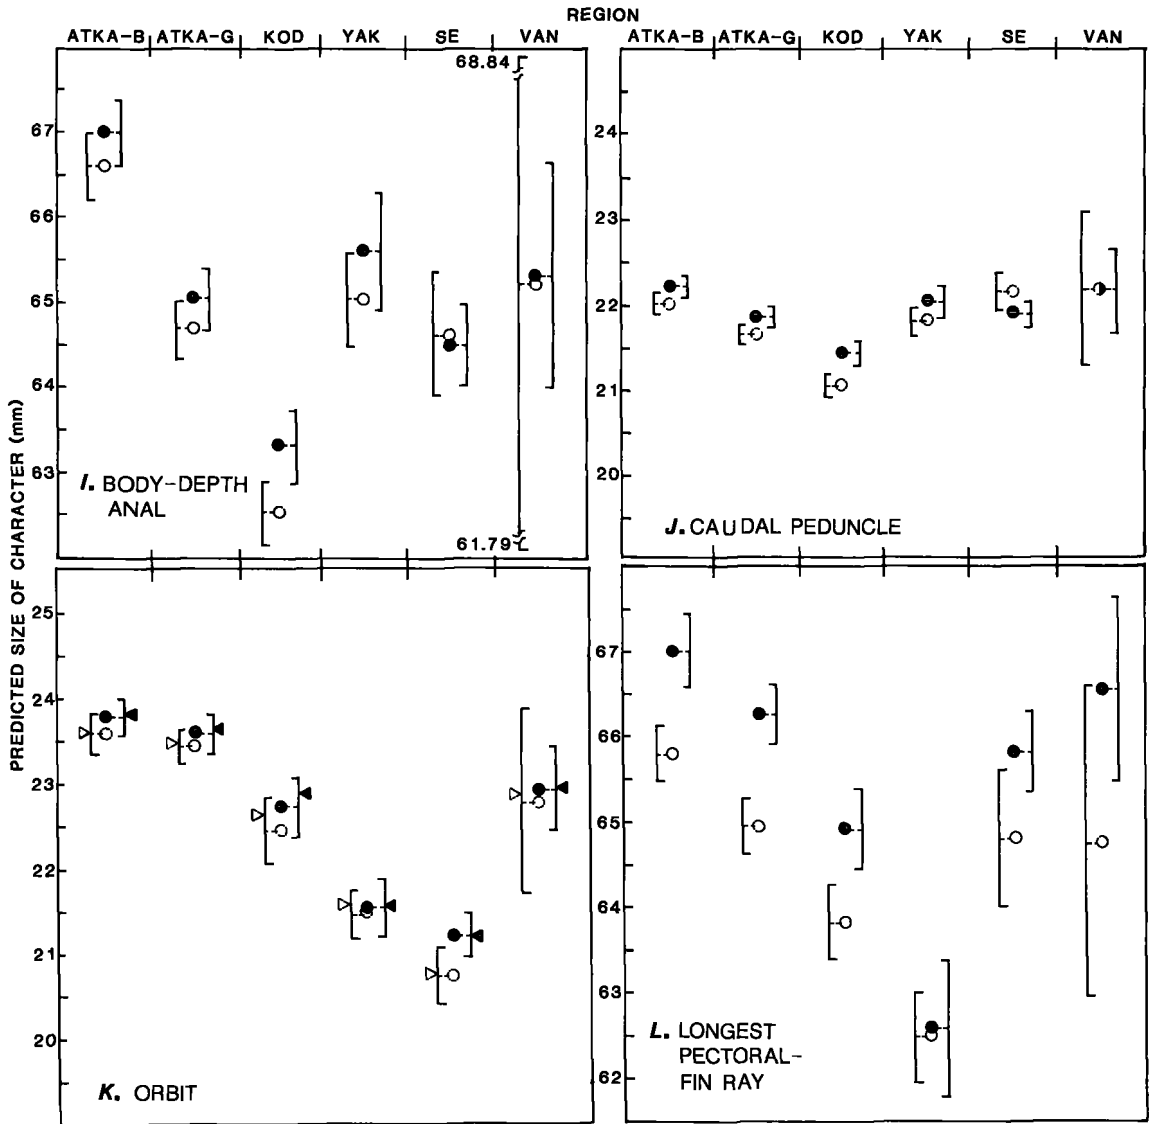 REGION
ATKA-B ATKA-G KOD YAK SE VAN
ATKA-B ATKA-G KOD YAK SE VAN
PREDICTED SIZE OF CHARACTER (mm)
68.84
67
66
65
64
63
61.79
I. BODY-DEPTH
ANAL
24
23
22
21
20
J. CAUDAL PEDUNCLE
25
24
23
22
21
20
K. ORBIT
67
66
65
64
63
62
L. LONGEST
PECTORAL-
FIN RAY